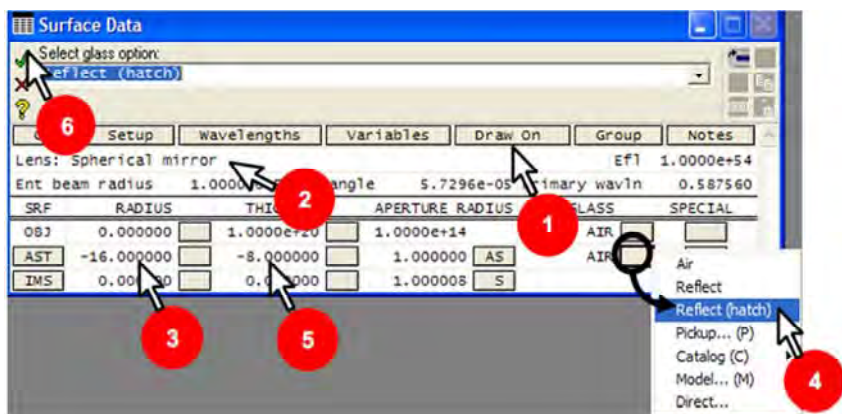 Surface Data
Select glass option:
Reflect (hatch)
6
Setup Wavelengths Variables Draw On Group Notes
Lens: Spherical mirror Efl 1.0000e+54
Ent beam radius angle 5.7296e-05 wavln 0.587560
2
1
SRF RADIUS APERTURE RADIUS SPECIAL
OBJ 0.000000 1.0000e+20 1.0000e+14 AIR
AST -16.000000 -8.000000 1.000000 AS AIR
IMS 1.000008 S
3
5
Air
Reflect
Reflect (hatch)
Pickup... (P)
Catalog (C)
Model... (M)
Direct...
4